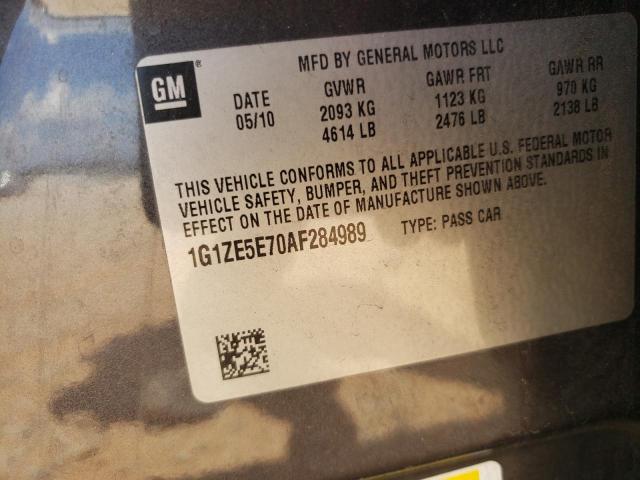 GM ®
MFD BY GENERAL MOTORS LLC
DATE GVWR GAWR FRT GAWR RR
05/10 2093 KG 1123 KG 970 KG
4614 LB 2476 LB 2138 LB
THIS VEHICLE CONFORMS TO ALL APPLICABLE U.S. FEDERAL MOTOR
VEHICLE SAFETY, BUMPER, AND THEFT PREVENTION STANDARDS IN
EFFECT ON THE DATE OF MANUFACTURE SHOWN ABOVE.
1G1ZE5E70AF284989 TYPE: PASS CAR